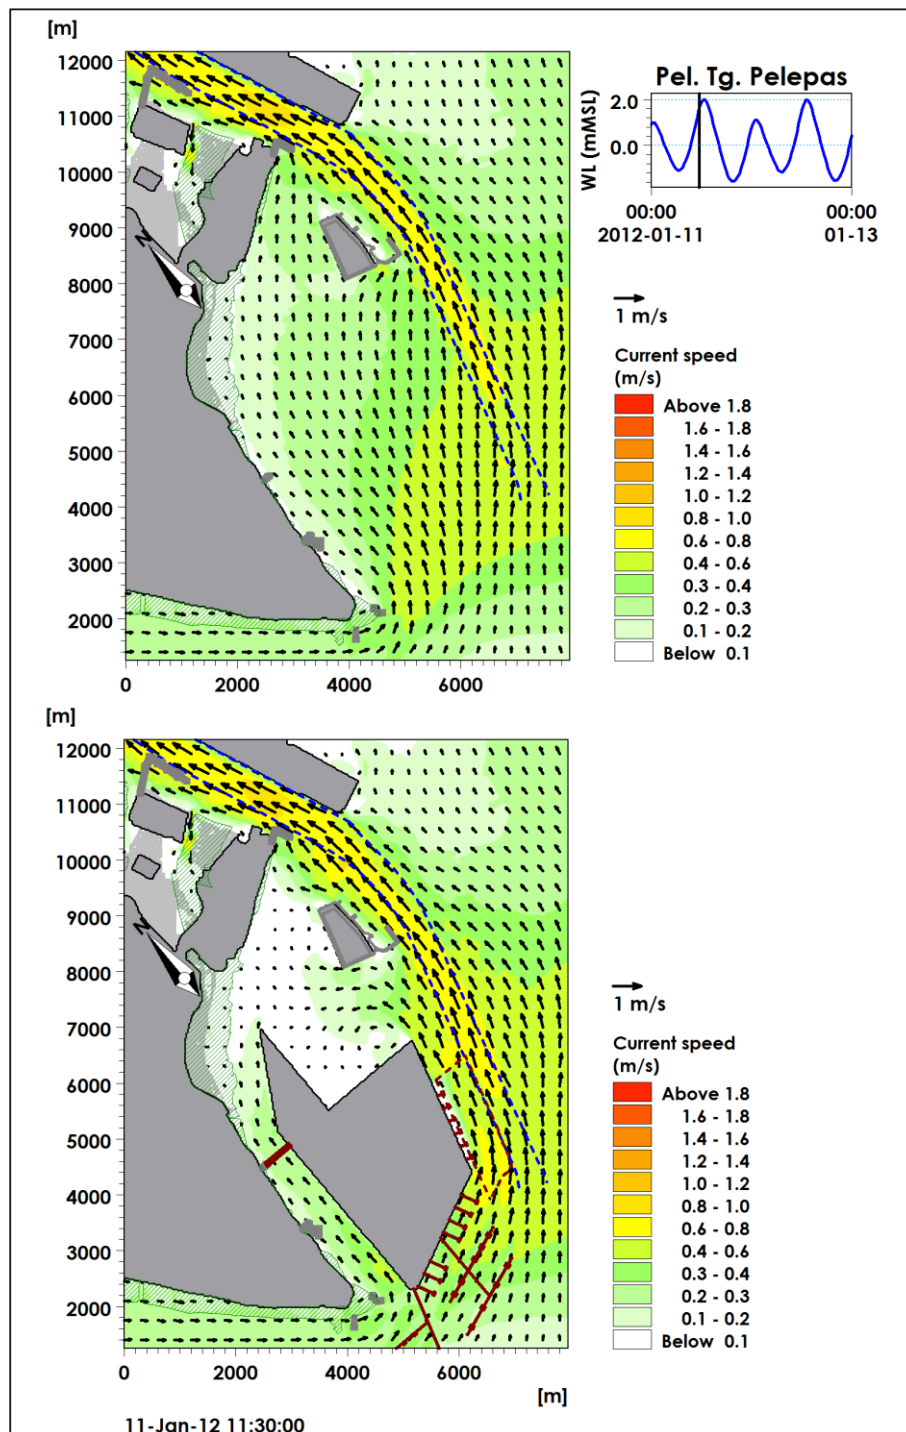 [m]
12000
11000
10000
9000
8000
7000
6000
5000
4000
3000
2000
0
2000
4000
6000
N
Pel. Tg. Pelepas
WL (mMSL)
2.0
0.0
00:00
2012-01-11
00:00
01-13
1 m/s
Current speed
(m/s)
Above 1.8
1.6 - 1.8
1.4 - 1.6
1.2 - 1.4
1.0 - 1.2
0.8 - 1.0
0.6 - 0.8
0.4 - 0.6
0.3 - 0.4
0.2 - 0.3
0.1 - 0.2
Below 0.1
[m]
12000
11000
10000
9000
8000
7000
6000
5000
4000
3000
2000
0
2000
4000
6000
[m]
N
1 m/s
Current speed
(m/s)
Above 1.8
1.6 - 1.8
1.4 - 1.6
1.2 - 1.4
1.0 - 1.2
0.8 - 1.0
0.6 - 0.8
0.4 - 0.6
0.3 - 0.4
0.2 - 0.3
0.1 - 0.2
Below 0.1
11-Jan-12 11:30:00